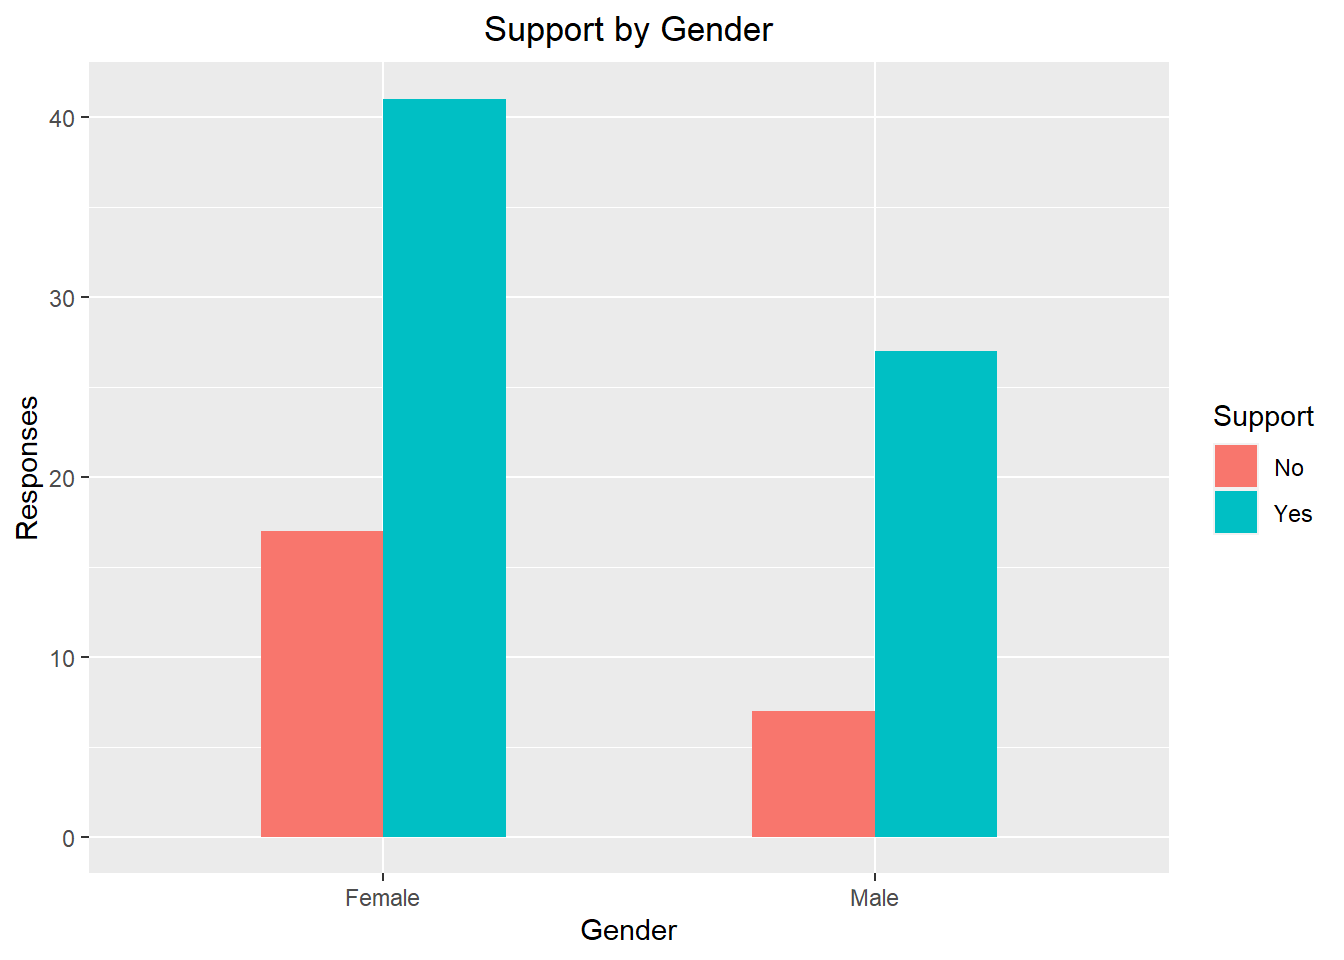 Support by Gender
40
30
20
10
0
Responses
Female
Male
Gender
Support
No
Yes